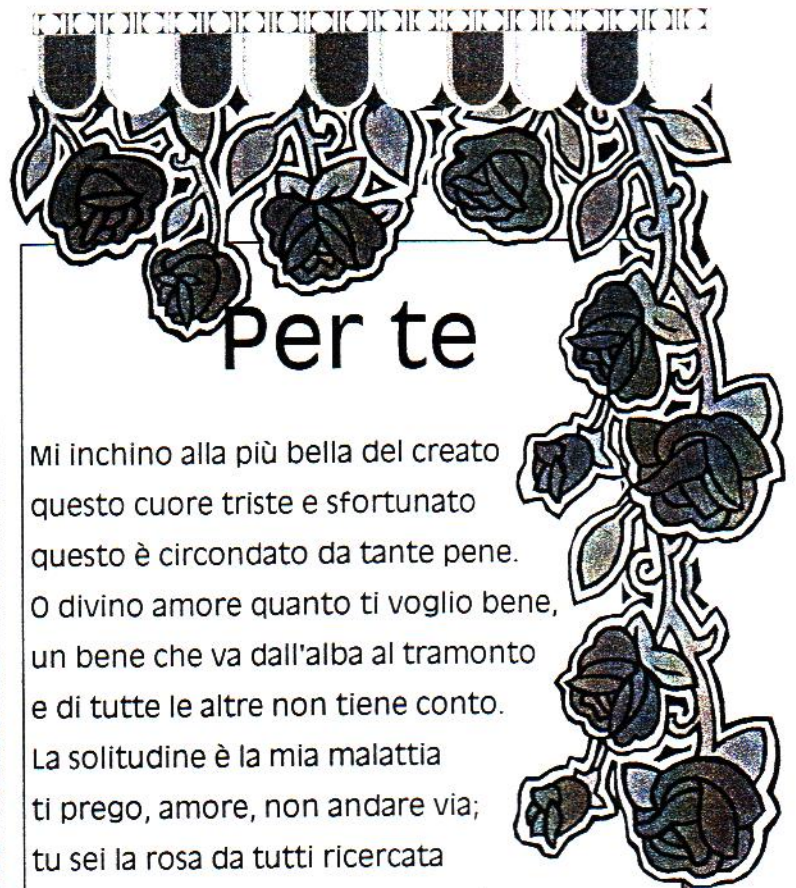 Per te
Mi inchino alla più bella del creato
questo cuore triste e sfortunato
questo è circondato da tante pene.
O divino amore quanto ti voglio bene,
un bene che va dall'alba al tramonto
e di tutte le altre non tiene conto.
La solitudine è la mia malattia
ti prego, amore, non andare via;
tu sei la rosa da tutti ricercata